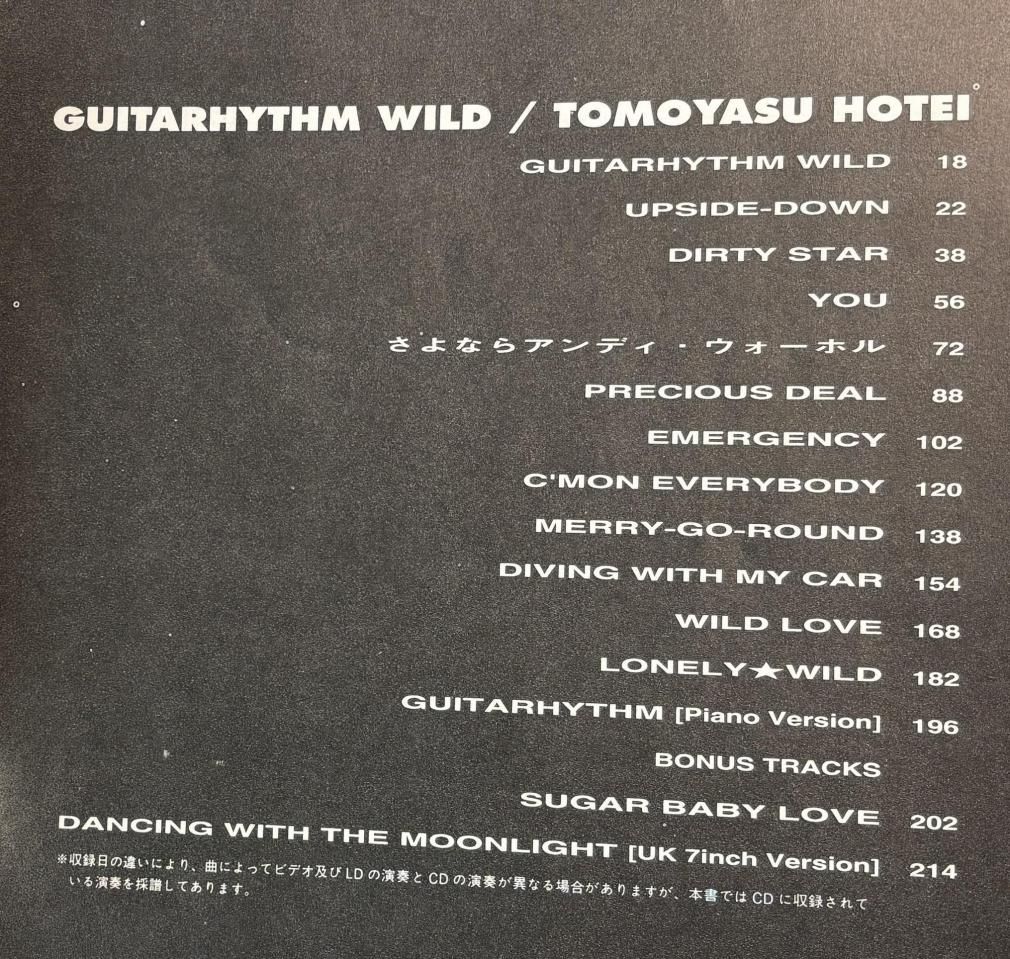 GUITARHYTHM WILD / TOMOYASU HOTEI
GUITARHYTHM WILD 18
UPSIDE-DOWN 22
DIRTY STAR 38
YOU 56
さよならアンディ・ウォーホル 72
PRECIOUS DEAL 88
EMERGENCY 102
C'MON EVERYBODY 120
MERRY-GO-ROUND 138
DIVING WITH MY CAR 154
WILD LOVE 168
LONELY★WILD 182
GUITARHYTHM [Piano Version] 196
BONUS TRACKS
SUGAR BABY LOVE 202
DANCING WITH THE MOONLIGHT [UK 7inch Version] 214
※収録日の違いにより、曲によってビデオ及びLDの演奏とCDの演奏が異なる場合がありますが、本書ではCDに収録されて
いる演奏を採譜してあります。